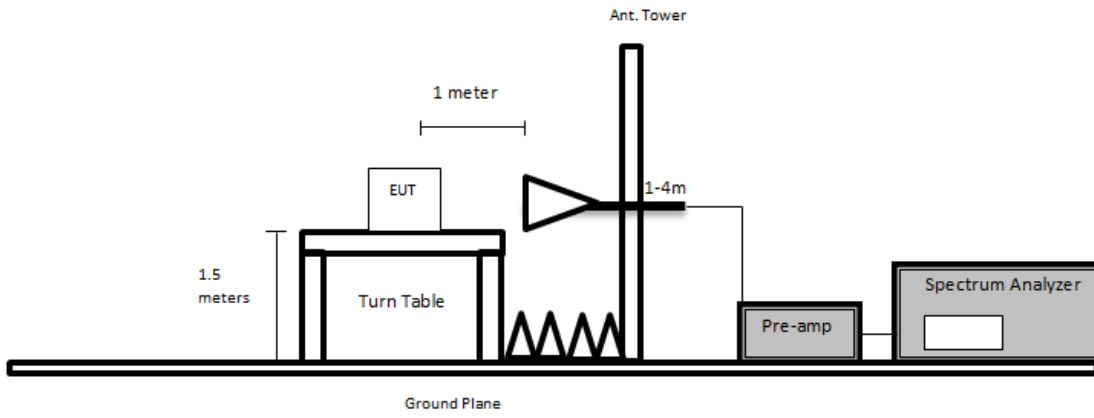 Ant. Tower
1 meter
EUT
1-4m
1.5
meters
Turn Table
Spectrum Analyzer
Pre-amp
Ground Plane